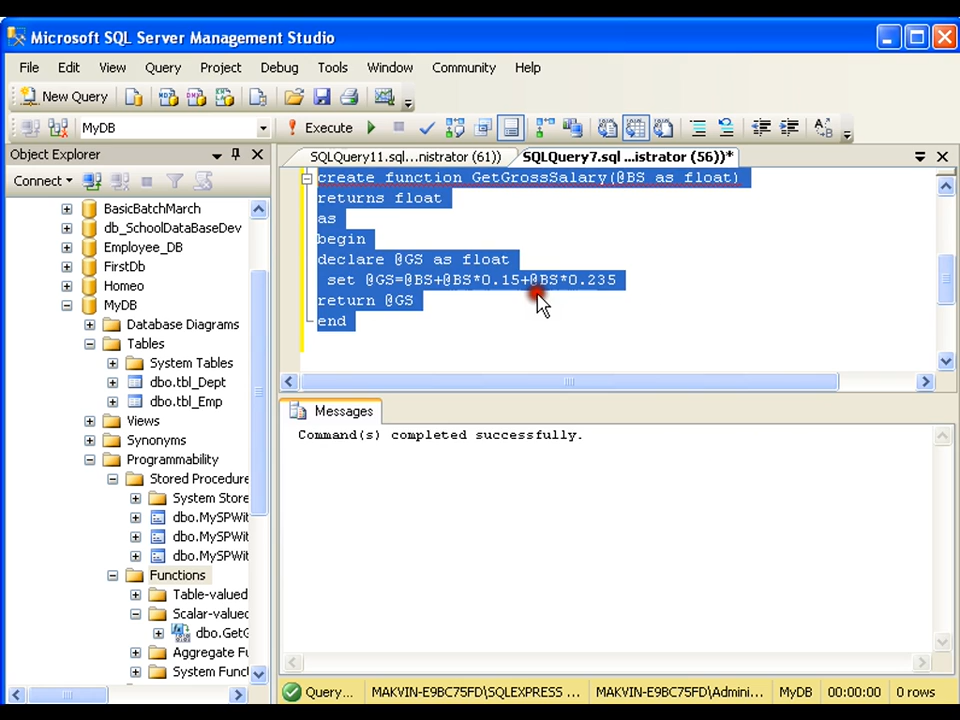 Microsoft SQL Server Management Studio
File Edit View Query Project Debug Tools Window Community Help
New Query
MyDB
Execute
Object Explorer
SQLQuery11.sql...nistrator (61))
SQLQuery7.sql ...istrator (56))*
Connect
BasicBatchMarch
db_SchoolDataBaseDev
Employee_DB
FirstDb
Homeo
MyDB
Database Diagrams
Tables
System Tables
dbo.tbl_Dept
dbo.tbl_Emp
Views
Synonyms
Programmability
Stored Procedure
System Store
dbo.MySPWit
dbo.MySPWit
dbo.MySPWit
Functions
Table-valued
Scalar-valued
dbo.GetG
Aggregate Fu
System Funct
create function GetGrossSalary(@BS as float)
returns float
as
begin
declare @GS as float
set @GS=@BS+@BS*0.15+@BS*0.235
return @GS
end
Messages
Command(s) completed successfully.
Query... MAKVIN-E9BC75FD\SQLEXPRESS ... MAKVIN-E9BC75FD\Admini... MyDB 00:00:00 0 rows